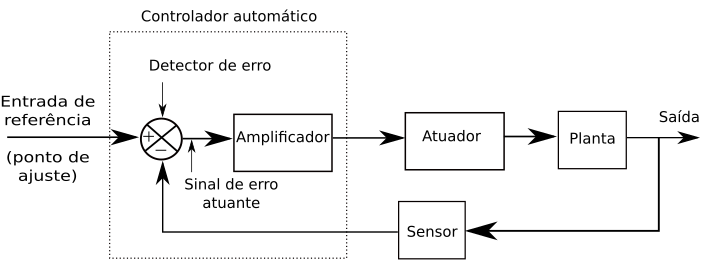 Controlador automático
Detector de erro
Entrada de
referência
(ponto de
ajuste)
+
−
Sinal de erro
atuante
Amplificador
Atuador
Planta
Saída
Sensor